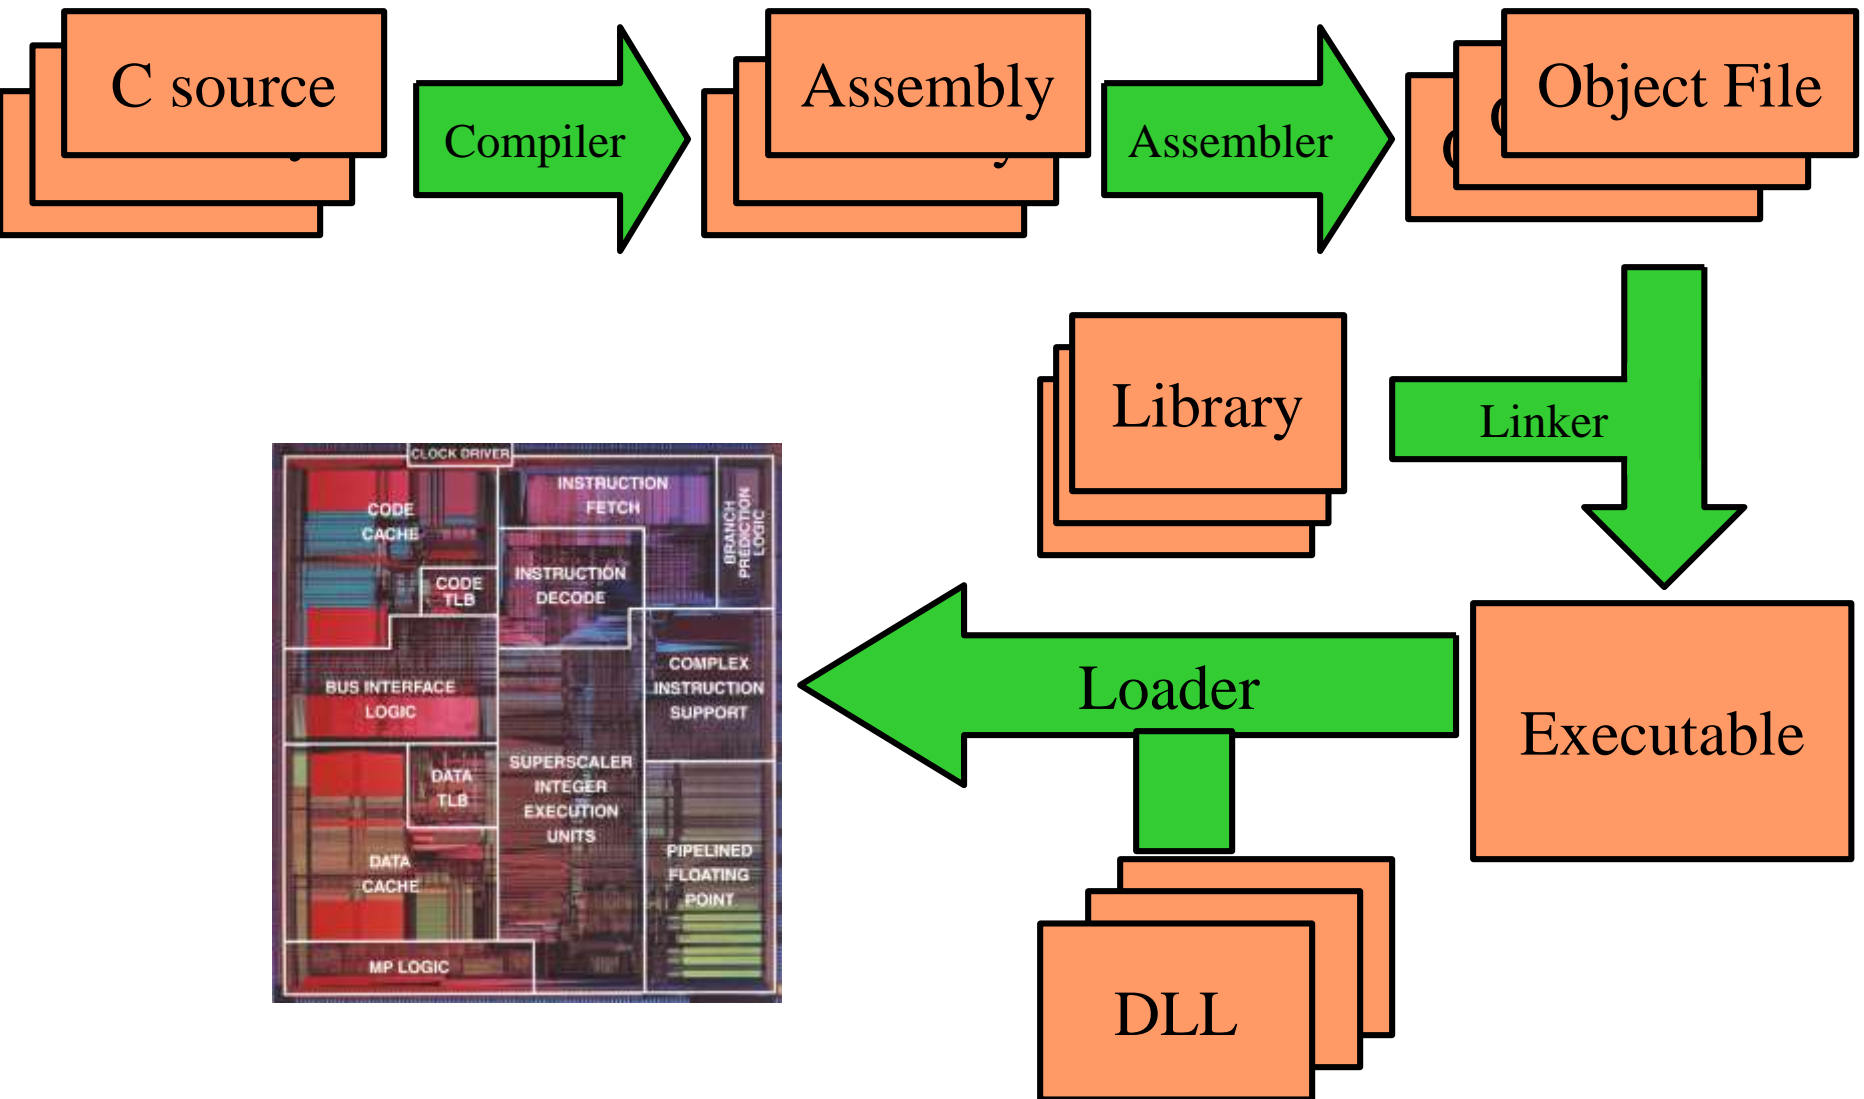 C source
Compiler
Assembly
Assembler
Object File
Library
Linker
CLOCK DRIVER
CODE
CACHE
INSTRUCTION
FETCH
BRANCH
PREDICTION
LOGIC
CODE
TLB
INSTRUCTION
DECODE
BUS INTERFACE
LOGIC
COMPLEX
INSTRUCTION
SUPPORT
DATA
TLB
SUPERSCALER
INTEGER
EXECUTION
UNITS
DATA
CACHE
PIPELINED
FLOATING
POINT
MP LOGIC
Loader
Executable
DLL